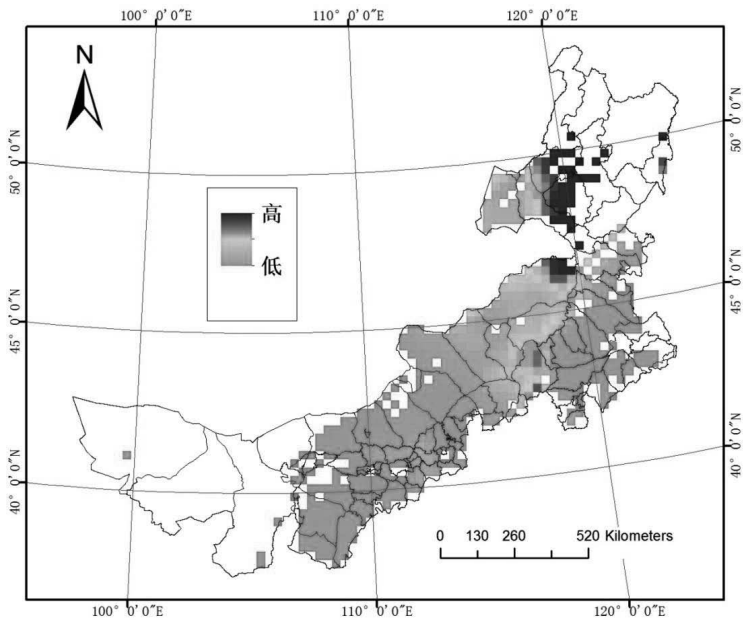 100° 0′ 0″E 110° 0′ 0″E 120° 0′ 0″E
N
50° 0′ 0″N 50° 0′ 0″N
高
低
45° 0′ 0″N 45° 0′ 0″N
40° 0′ 0″N 40° 0′ 0″N
0 130 260 520 Kilometers
100° 0′ 0″E 110° 0′ 0″E 120° 0′ 0″E